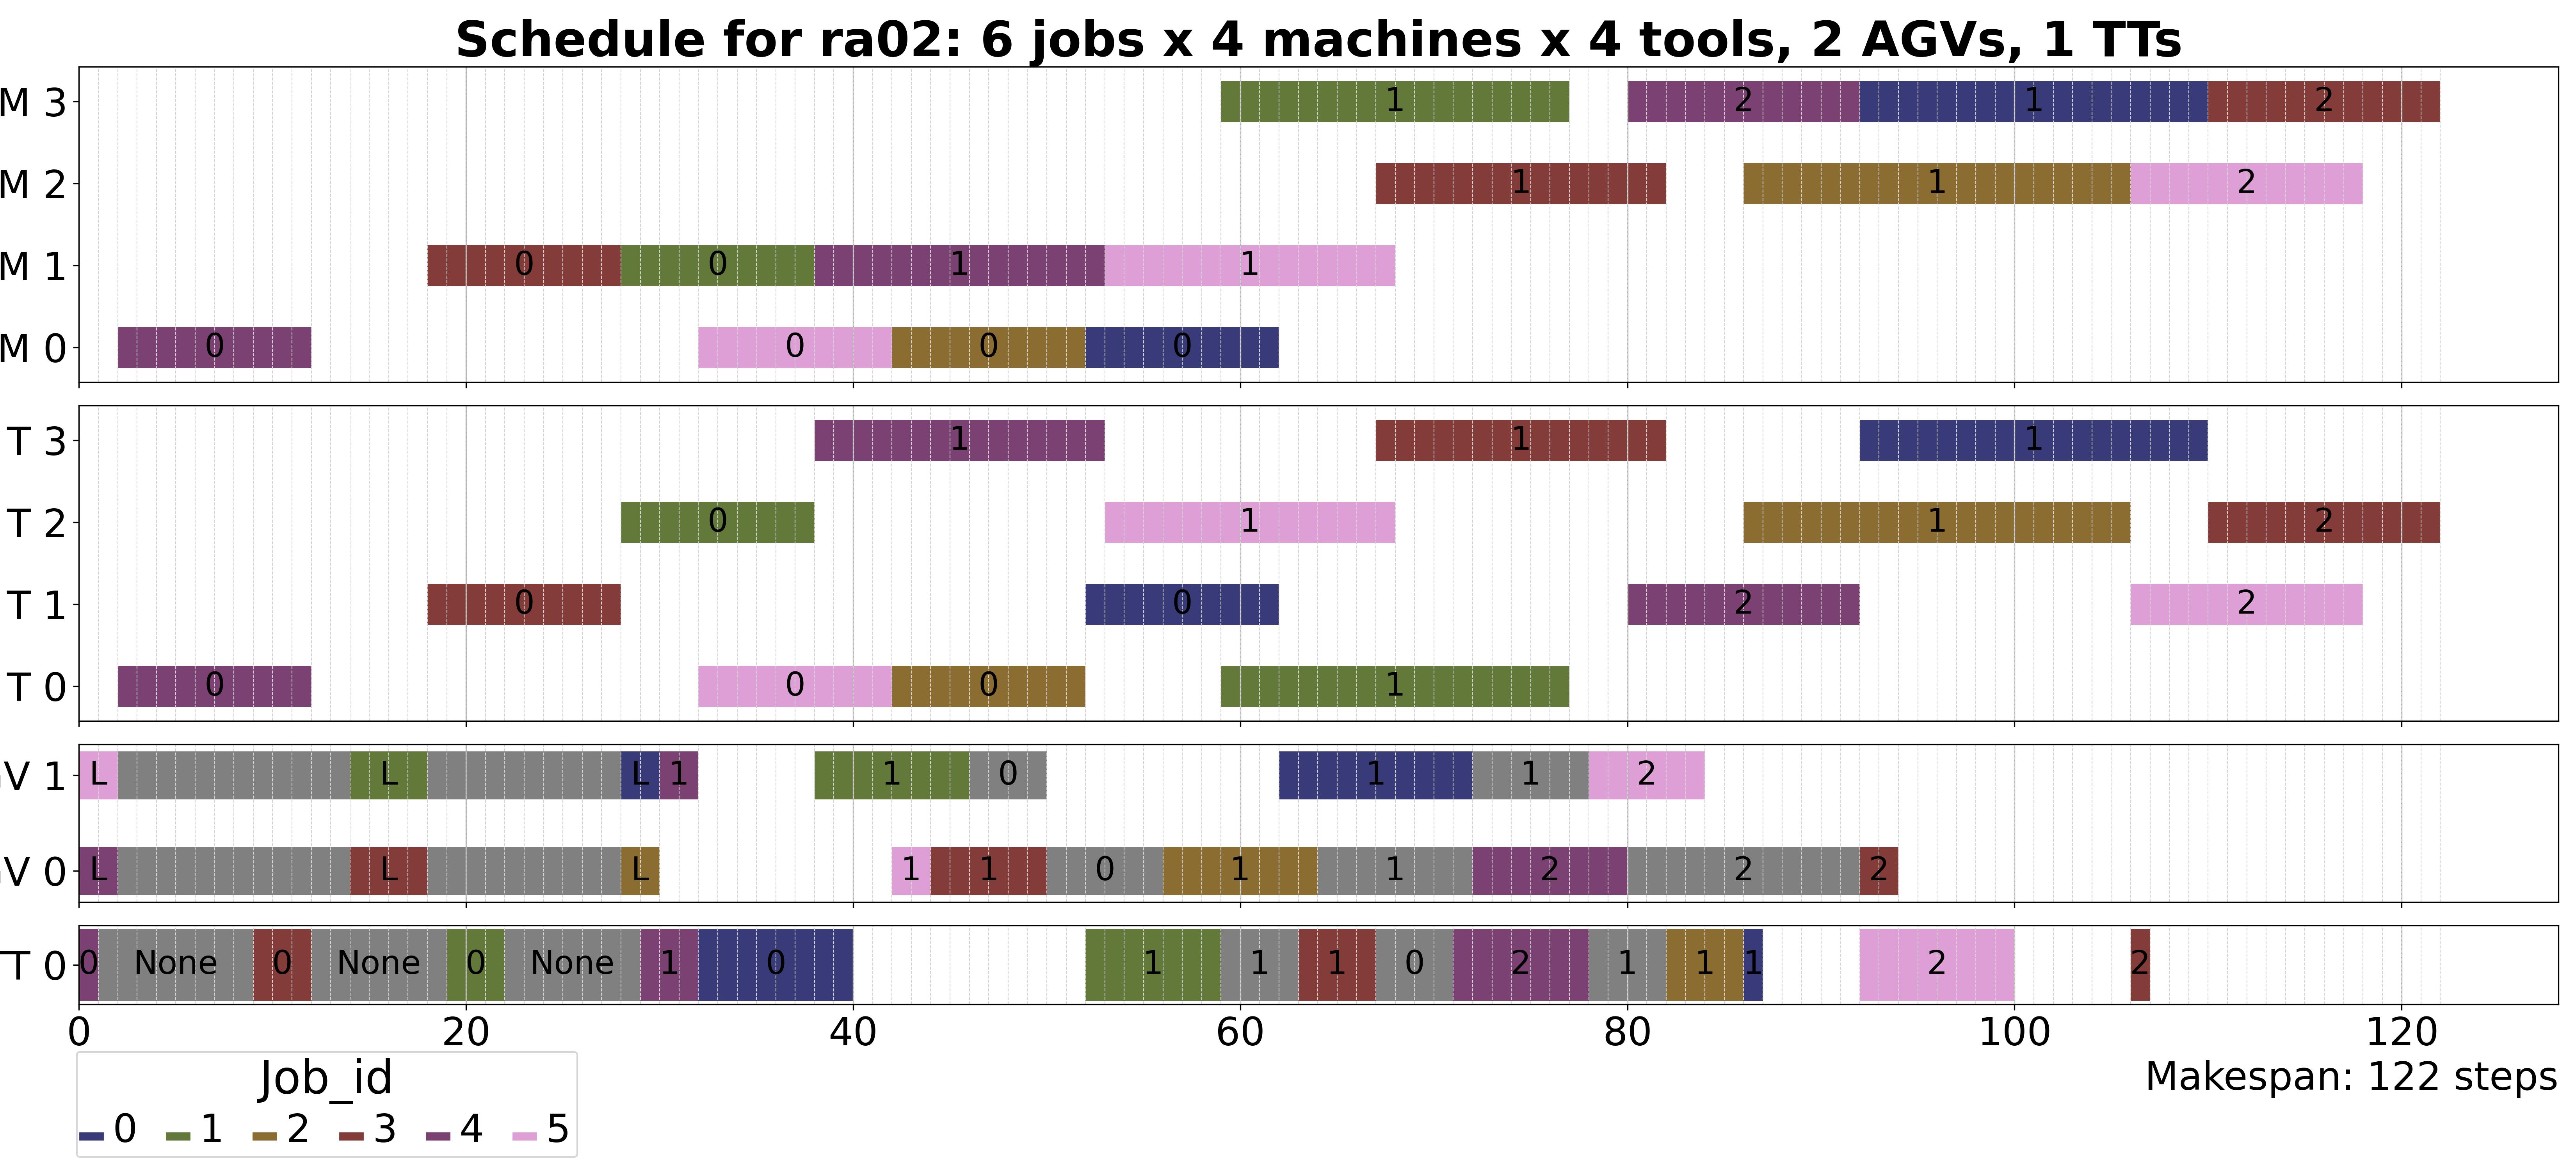 Schedule for ra02: 6 jobs x 4 machines x 4 tools, 2 AGVs, 1 TTs
M 3 1 2 1 2
M 2 1 1 2
M 1 0 0 1 1
M 0 0 0 0 0
T 3 1 1 1
T 2 0 1 1 2
T 1 0 0 2 2
T 0 0 0 0 1
V 1 L L L 1 1 0 1 1 2
V 0 L L L 1 1 0 1 1 2 2 2
T 0 0 None 0 None 0 None 1 0 1 1 1 0 2 1 1 1 2 2
0 20 40 60 80 100 120
Job_id
Makespan: 122 steps
0 1 2 3 4 5